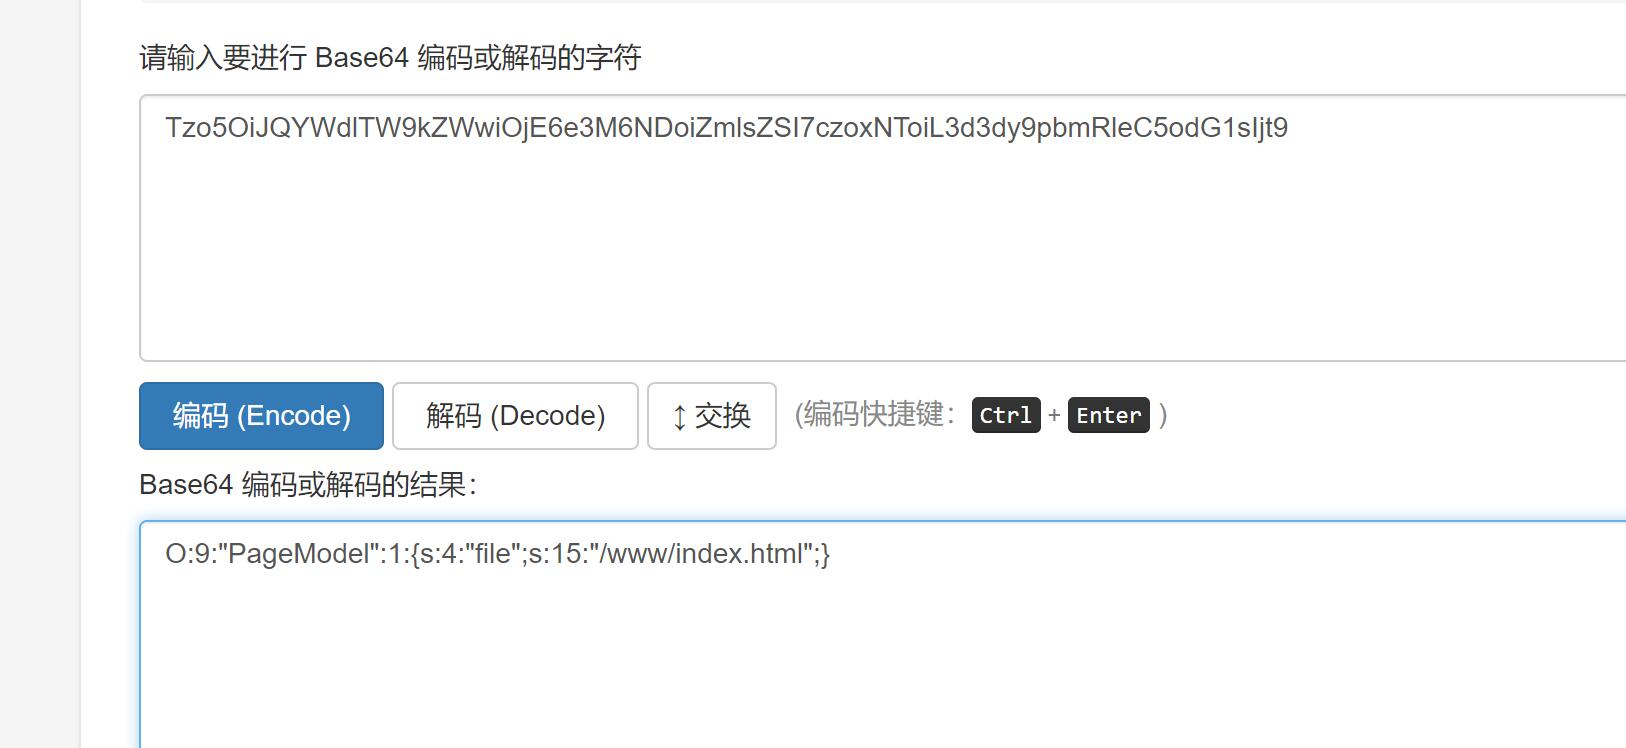 请输入要进行 Base64 编码或解码的字符
Tzo5OiJQYWdlTW9kZWwiOjE6e3M6NDoiZmlsZSI7czoxNToiL3d3dy9pbmRleC5odG1sIjt9
编码 (Encode) 解码 (Decode) ↕ 交换 (编码快捷键: Ctrl + Enter )
Base64 编码或解码的结果:
O:9:"PageModel":1:{s:4:"file";s:15:"/www/index.html";}